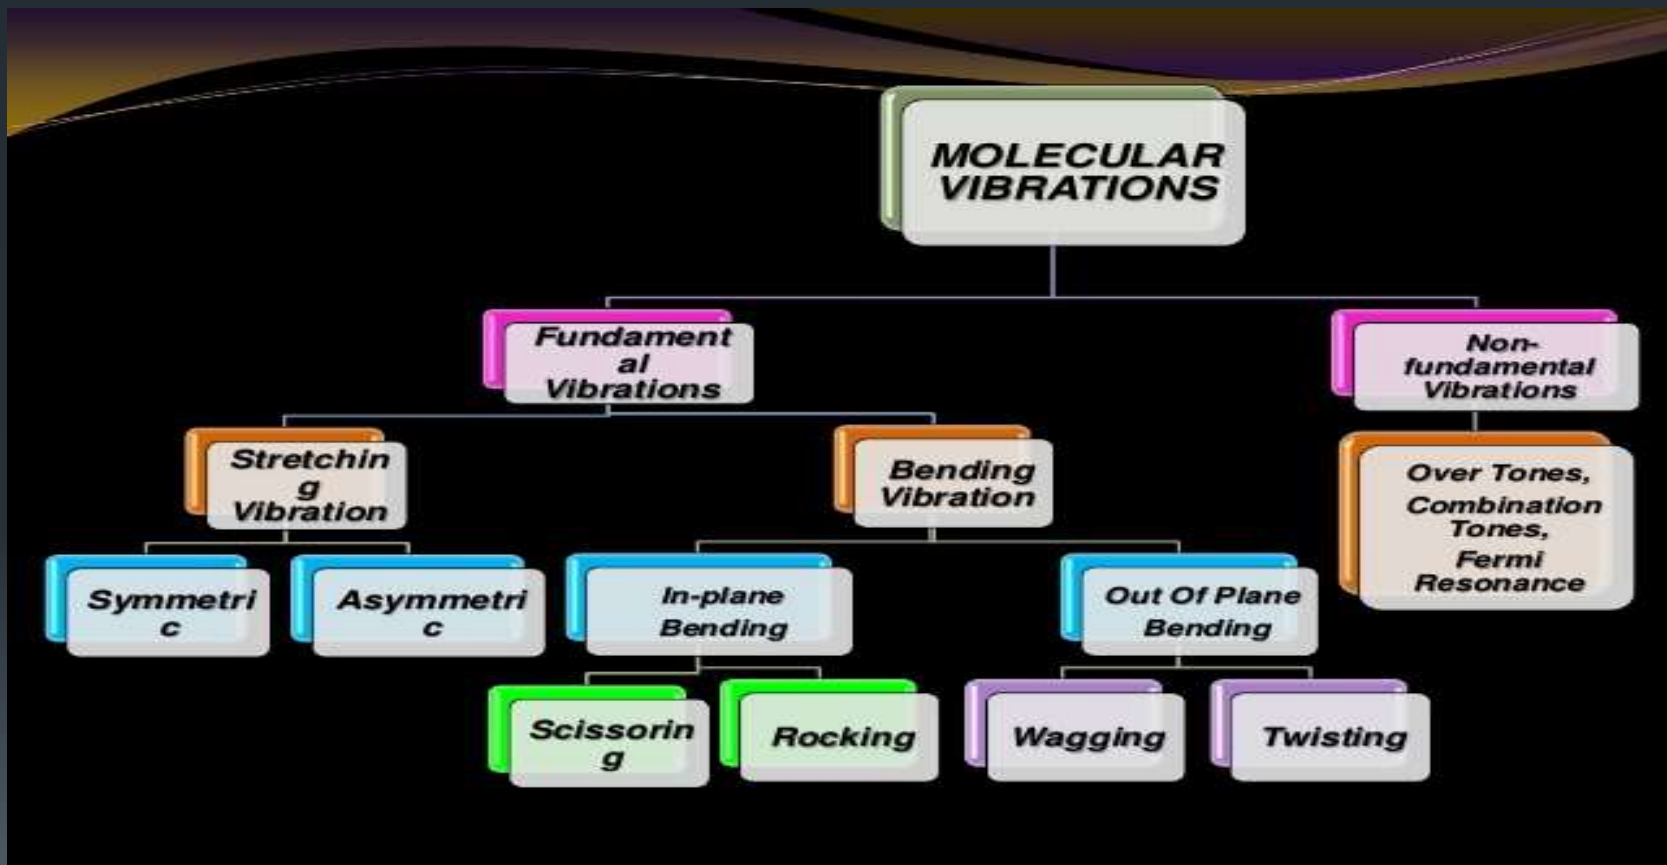 MOLECULAR
VIBRATIONS
Fundament
al
Vibrations
Non-
fundamental
Vibrations
Stretchin
g
Vibration
Bending
Vibration
Over Tones,
Combination
Tones,
Fermi
Resonance
Symmetri
c
Asymmetri
c
In-plane
Bending
Out Of Plane
Bending
Scissorin
g
Rocking
Wagging
Twisting